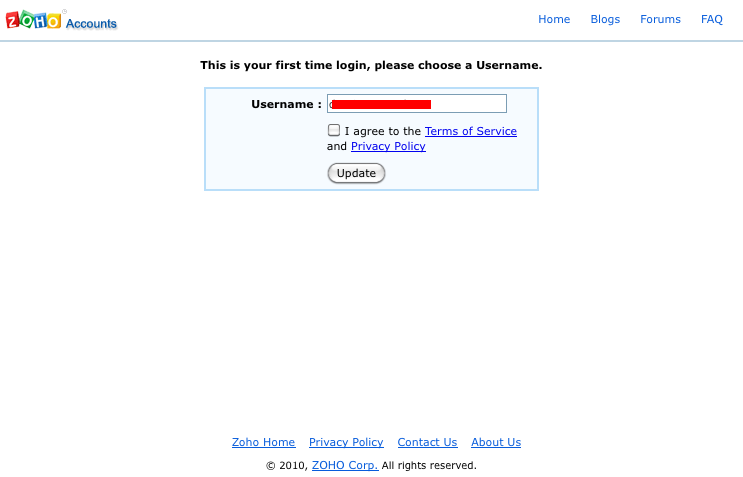 ZOHO Accounts
Home Blogs Forums FAQ
This is your first time login, please choose a Username.
Username :
I agree to the Terms of Service
and Privacy Policy
Update
Zoho Home Privacy Policy Contact Us About Us
© 2010, ZOHO Corp. All rights reserved.